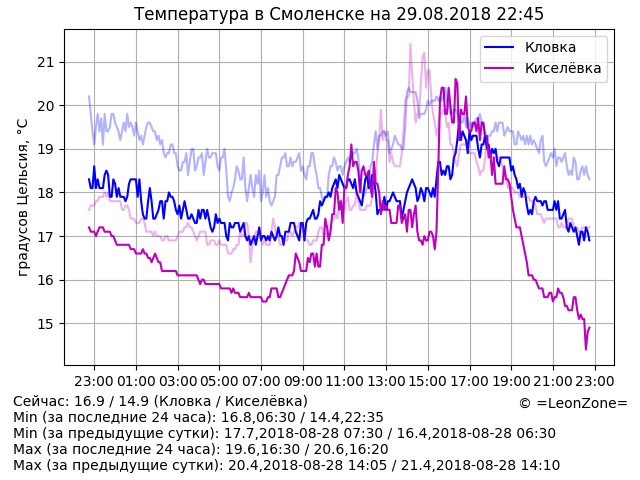 Температура в Смоленске на 29.08.2018 22:45
градусов Цельсия, °C
21
20
19
18
17
16
15
Кловка
Киселёвка
23:00 01:00 03:00 05:00 07:00 09:00 11:00 13:00 15:00 17:00 19:00 21:00 23:00
Сейчас: 16.9 / 14.9 (Кловка / Киселёвка)
© =LeonZone=
Min (за последние 24 часа): 16.8,06:30 / 14.4,22:35
Min (за предыдущие сутки): 17.7,2018-08-28 07:30 / 16.4,2018-08-28 06:30
Max (за последние 24 часа): 19.6,16:30 / 20.6,16:20
Max (за предыдущие сутки): 20.4,2018-08-28 14:05 / 21.4,2018-08-28 14:10